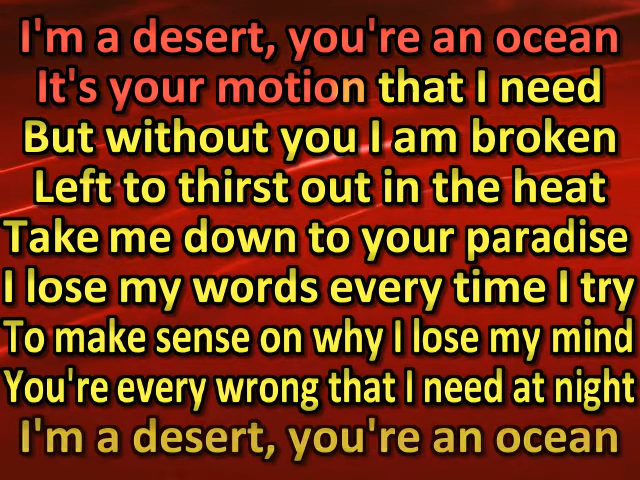 I'm a desert, you're an ocean
It's your motion that I need
But without you I am broken
Left to thirst out in the heat
Take me down to your paradise
I lose my words every time I try
To make sense on why I lose my mind
You're every wrong that I need at night
I'm a desert, you're an ocean